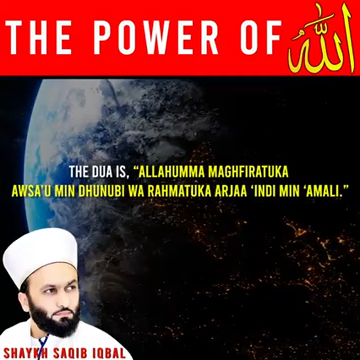 THE POWER OF الله
THE DUA IS, “ALLAHUMMA MAGHFIRATUKA
AWSA’U MIN DHUNUBI WA RAHMATUKA ARJAA ‘INDI MIN ‘AMALI.”
SHAYKH SAQIB IQBAL